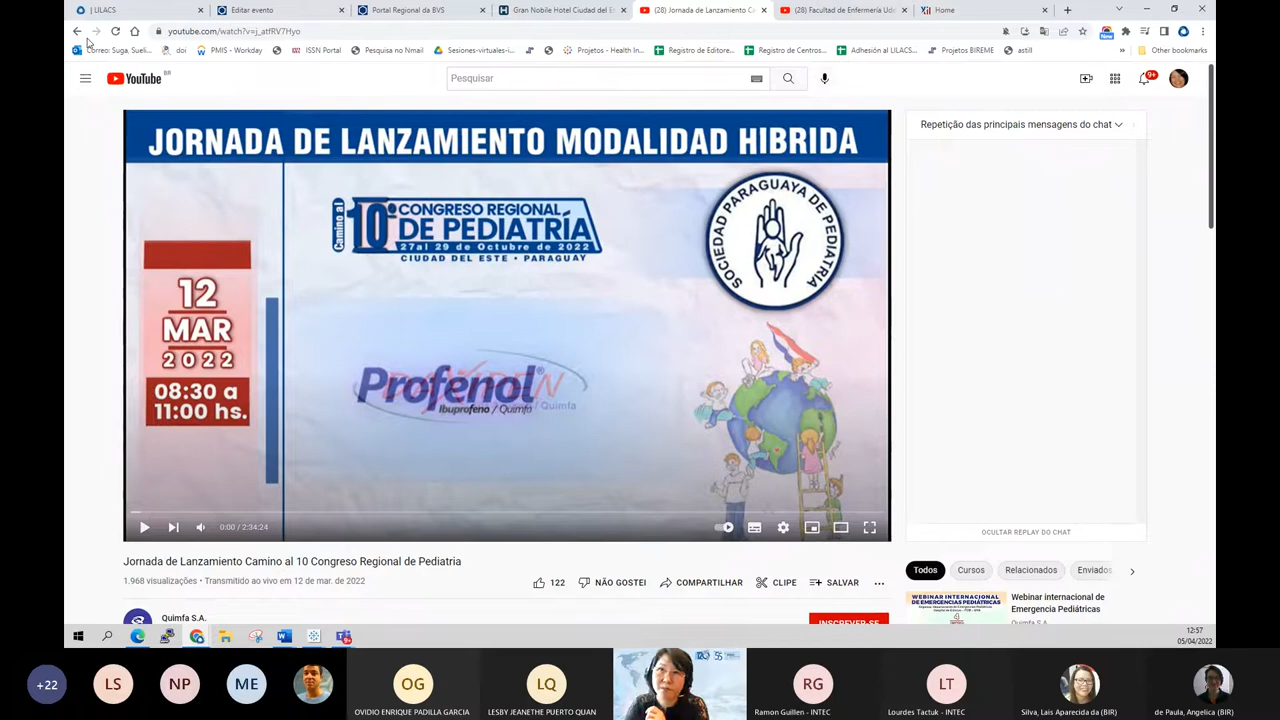 | LILACS
Editar evento
Portal Regional da BVS
Gran Nobile Hotel Ciudad del Es
(28) Jornada de Lanzamiento C
(28) Facultad de Enfermería Ude
Home
youtube.com/watch?v=j_atfRV7Hyo
Correo: Suga, Sueli...
doi
PMIS - Workday
ISSN Portal
Pesquisa no Nmail
Sesiones-virtuales-i...
Projetos - Health In...
Registro de Editore...
Registro de Centros...
Adhesión al LILACS...
Projetos BIREME
astill
»
Other bookmarks
New
YouTube BR
Pesquisar
9+
JORNADA DE LANZAMIENTO MODALIDAD HIBRIDA
Camino al
10° CONGRESO REGIONAL
DE PEDIATRÍA
27al 29 de Octubre de 2022
CIUDAD DEL ESTE • PARAGUAY
SOCIEDAD PARAGUAYA DE PEDIATRIA
12
MAR
2022
08:30 a
11:00 hs.
Profenol®
Ibuprofeno / Quimfa
/ Quimfa
0:00 / 2:34:24
Repetição das principais mensagens do chat
OCULTAR REPLAY DO CHAT
Jornada de Lanzamiento Camino al 10 Congreso Regional de Pediatria
1.968 visualizações • Transmitido ao vivo em 12 de mar. de 2022
122
NÃO GOSTEI
COMPARTILHAR
CLIPE
SALVAR
...
Todos
Cursos
Relacionados
Enviados
WEBINAR INTERNACIONAL
DE EMERGENCIAS PEDIÁTRICAS
Webinar internacional de
Emergencia Pediátricas
Quimfa S.A.
Quimfa S.A.
INSCREVER-SE
12:57
05/04/2022
+22
LS
NP
ME
OG
OVIDIO ENRIQUE PADILLA GARCIA
LQ
LESBY JEANETHE PUERTO QUAN
RG
Ramon Guillen - INTEC
LT
Lourdes Tactuk - INTEC
Silva, Lais Aparecida da (BIR)
de Paula, Angelica (BIR)